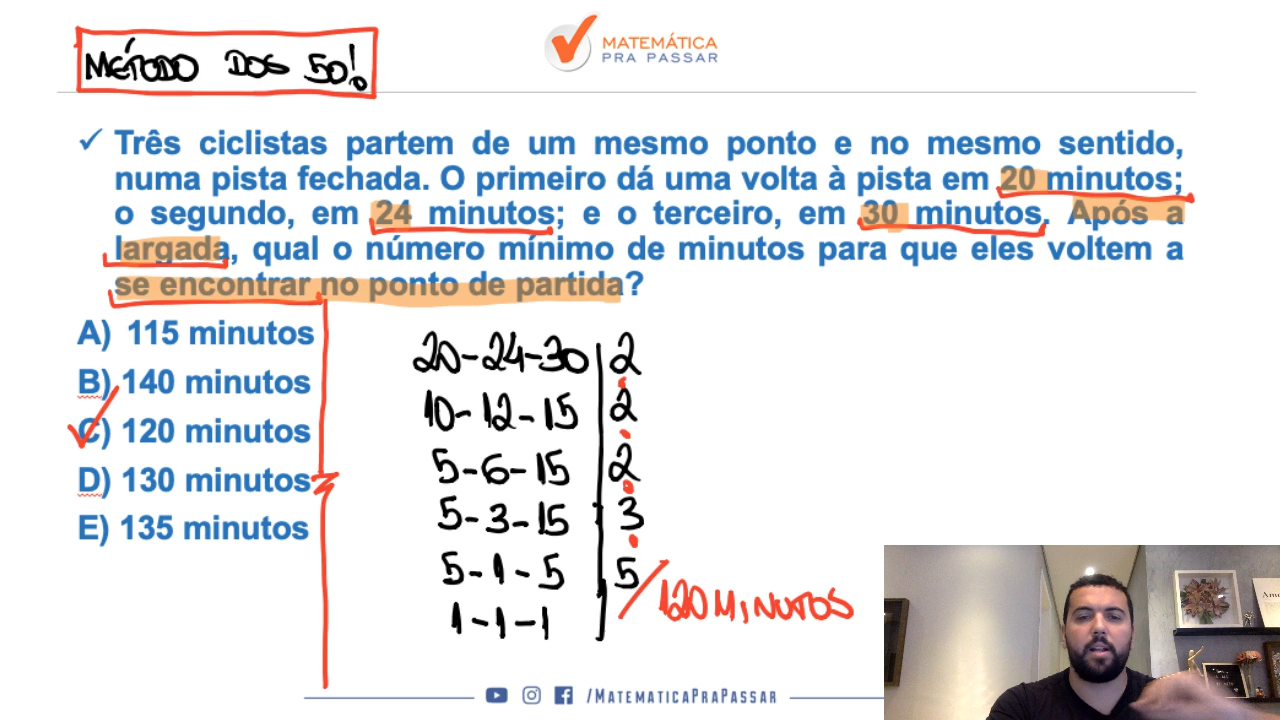 MÉTODO DOS 50!
MATEMÁTICA
PRA PASSAR
Três ciclistas partem de um mesmo ponto e no mesmo sentido,
numa pista fechada. O primeiro dá uma volta à pista em 20 minutos;
o segundo, em 24 minutos; e o terceiro, em 30 minutos. Após a
largada, qual o número mínimo de minutos para que eles voltem a
se encontrar no ponto de partida?
A) 115 minutos
B) 140 minutos
C) 120 minutos
D) 130 minutos
E) 135 minutos
20-24-30 | 2
10-12-15 | 2
5-6-15 | 2
5-3-15 | 3
5-1-5 | 5
1-1-1
120 MINUTOS
/MATEMATICAPRAPASSAR